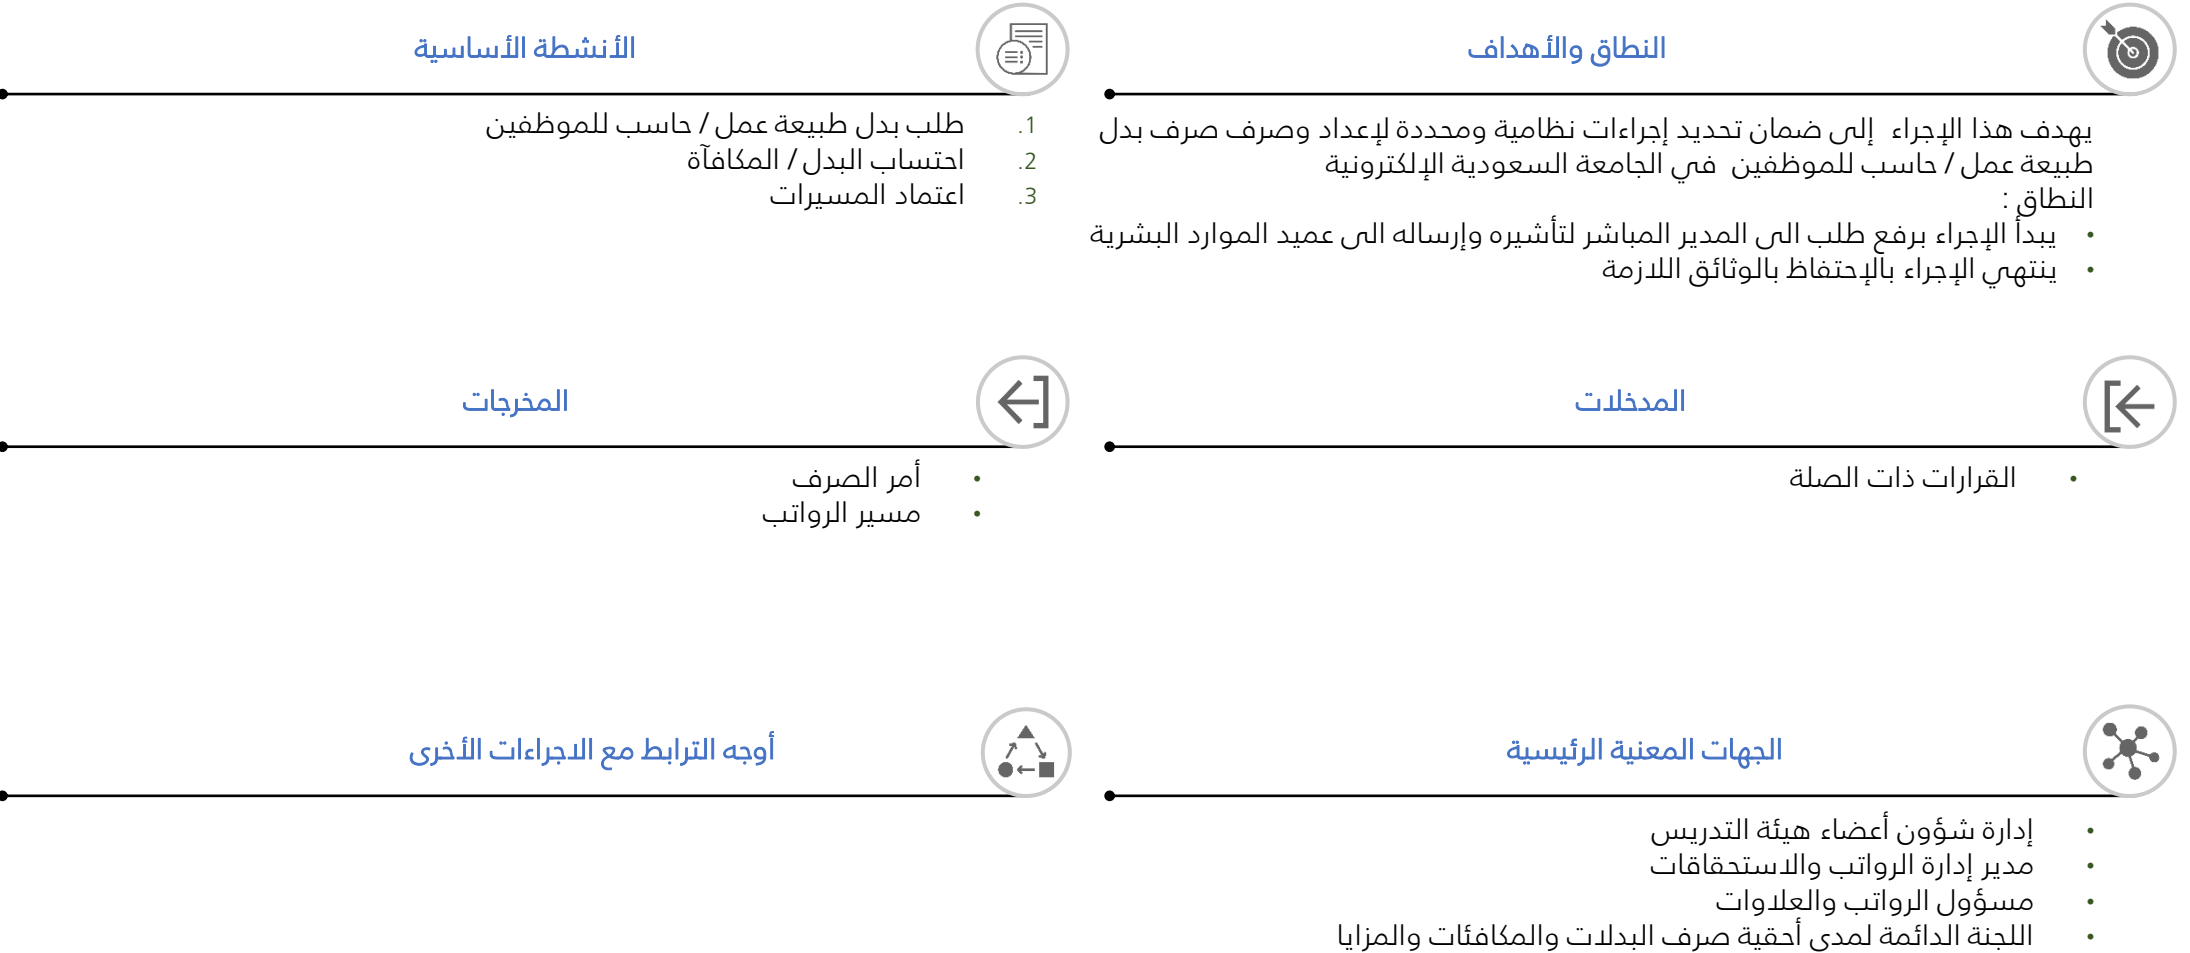 النطاق والأهداف
يهدف هذا الإجراء إلى ضمان تحديد إجراءات نظامية ومحددة لإعداد وصرف صرف بدل
طبيعة عمل / حاسب للموظفين في الجامعة السعودية الإلكترونية
النطاق :
• يبدأ الإجراء برفع طلب الى المدير المباشر لتأشيره وإرساله الى عميد الموارد البشرية
• ينتهي الإجراء بالإحتفاظ بالوثائق اللازمة
الأنشطة الأساسية
1. طلب بدل طبيعة عمل / حاسب للموظفين
2. احتساب البدل / المكافآة
3. اعتماد المسيرات
المدخلات
• القرارات ذات الصلة
المخرجات
• أمر الصرف
• مسير الرواتب
الجهات المعنية الرئيسية
• إدارة شؤون أعضاء هيئة التدريس
• مدير إدارة الرواتب والاستحقاقات
• مسؤول الرواتب والعلاوات
• اللجنة الدائمة لمدى أحقية صرف البدلات والمكافئات والمزايا
أوجه الترابط مع الاجراءات الأخرى